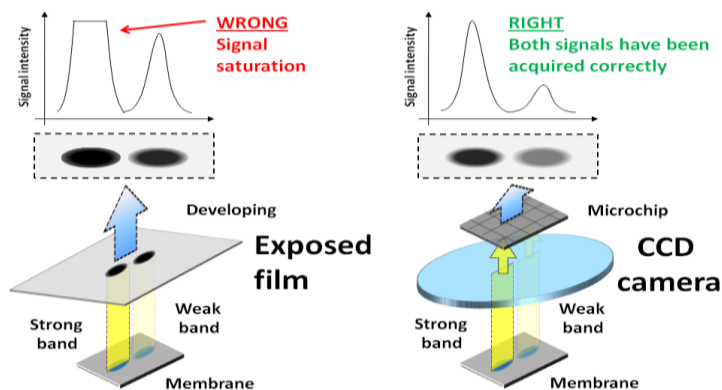 Signal intensity
WRONG
Signal
saturation
Developing
Exposed
film
Strong
band
Weak
band
Membrane
Signal intensity
RIGHT
Both signals have been
acquired correctly
Microchip
CCD
camera
Strong
band
Weak
band
Membrane